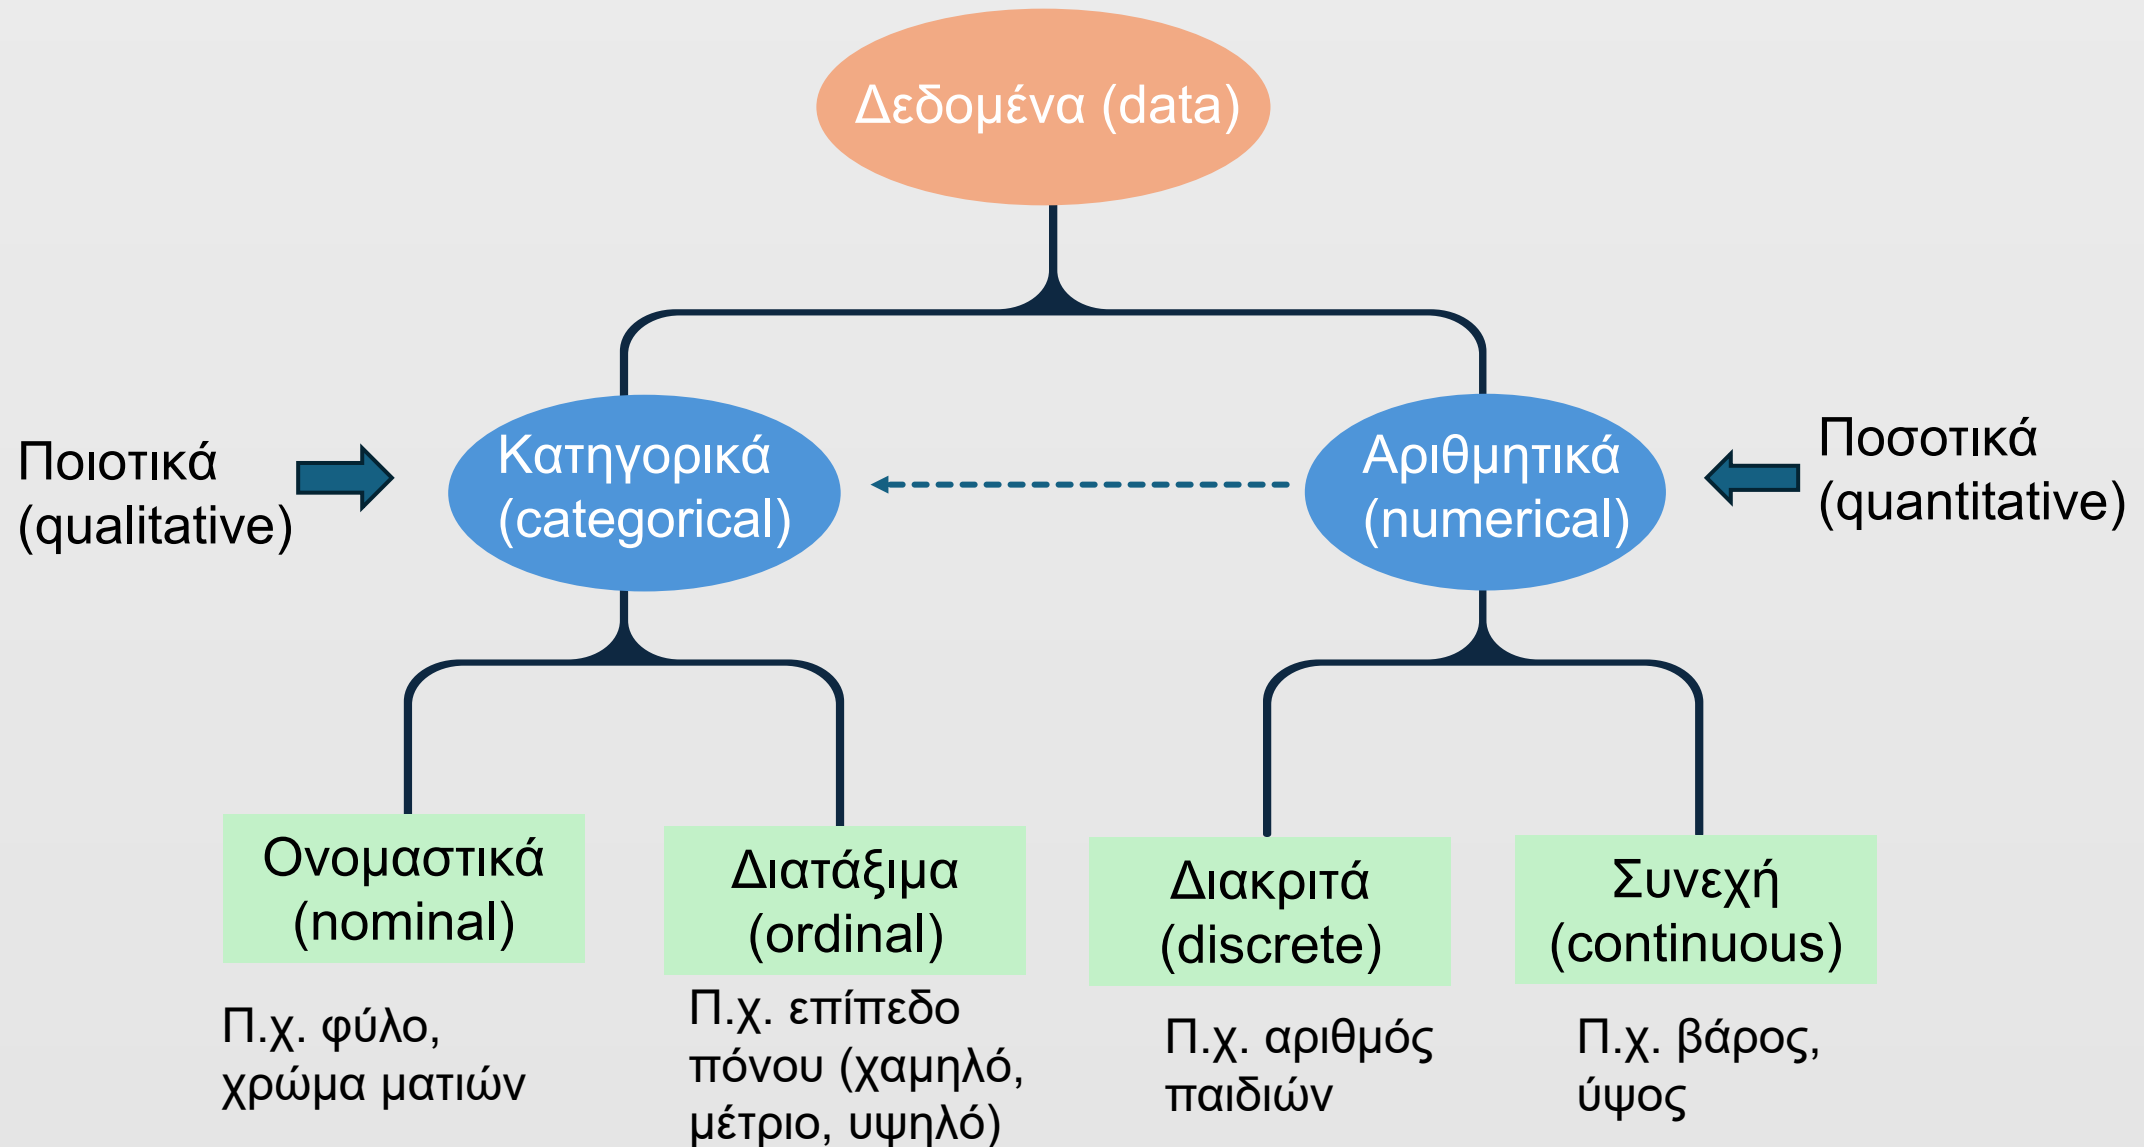 Δεδομένα (data)
Ποιοτικά
(qualitative)
Κατηγορικά
(categorical)
Αριθμητικά
(numerical)
Ποσοτικά
(quantitative)
Ονομαστικά
(nominal)
Διατάξιμα
(ordinal)
Διακριτά
(discrete)
Συνεχή
(continuous)
Π.χ. φύλο,
χρώμα ματιών
Π.χ. επίπεδο
πόνου (χαμηλό,
μέτριο, υψηλό)
Π.χ. αριθμός
παιδιών
Π.χ. βάρος,
ύψος